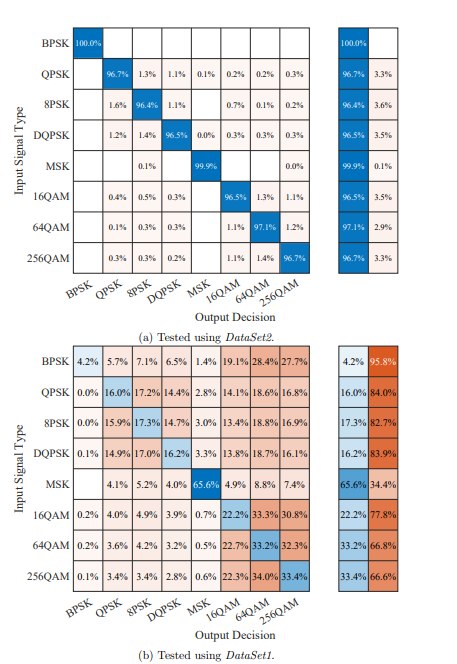 BPSK 100.0% 100.0%
QPSK 96.7% 1.3% 1.1% 0.1% 0.2% 0.2% 0.3% 96.7% 3.3%
8PSK 1.6% 96.4% 1.1% 0.7% 0.1% 0.2% 96.4% 3.6%
DQPSK 1.2% 1.4% 96.5% 0.0% 0.3% 0.3% 0.3% 96.5% 3.5%
MSK 0.1% 99.9% 0.0% 99.9% 0.1%
16QAM 0.4% 0.5% 0.3% 96.5% 1.3% 1.1% 96.5% 3.5%
64QAM 0.1% 0.3% 0.3% 1.1% 97.1% 1.2% 97.1% 2.9%
256QAM 0.3% 0.3% 0.2% 1.1% 1.4% 96.7% 96.7% 3.3%
Input Signal Type
BPSK QPSK 8PSK DQPSK MSK 16QAM 64QAM 256QAM
Output Decision
(a) Tested using DataSet2.
BPSK 4.2% 5.7% 7.1% 6.5% 1.4% 19.1% 28.4% 27.7% 4.2% 95.8%
QPSK 0.0% 16.0% 17.2% 14.4% 2.8% 14.1% 18.6% 16.8% 16.0% 84.0%
8PSK 0.0% 15.9% 17.3% 14.7% 3.0% 13.4% 18.8% 16.9% 17.3% 82.7%
DQPSK 0.1% 14.9% 17.0% 16.2% 3.3% 13.8% 18.7% 16.1% 16.2% 83.9%
MSK 4.1% 5.2% 4.0% 65.6% 4.9% 8.8% 7.4% 65.6% 34.4%
16QAM 0.2% 4.0% 4.9% 3.9% 0.7% 22.2% 33.3% 30.8% 22.2% 77.8%
64QAM 0.2% 3.6% 4.2% 3.2% 0.5% 22.7% 33.2% 32.3% 33.2% 66.8%
256QAM 0.1% 3.4% 3.4% 2.8% 0.6% 22.3% 34.0% 33.4% 33.4% 66.6%
Input Signal Type
BPSK QPSK 8PSK DQPSK MSK 16QAM 64QAM 256QAM
Output Decision
(b) Tested using DataSet1.